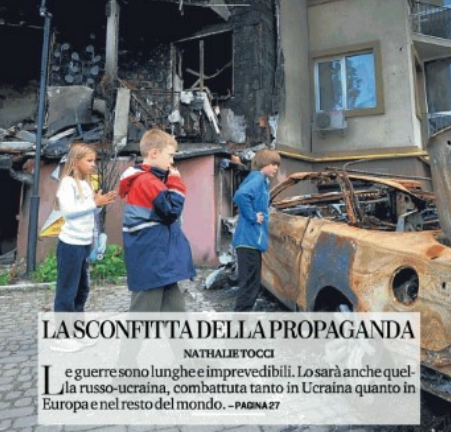 LA SCONFITTA DELLA PROPAGANDA
NATHALIE TOCCI
Le guerre sono lunghe e imprevedibili. Lo sarà anche quel-
la russo-ucraina, combattuta tanto in Ucraina quanto in
Europa e nel resto del mondo. – PAGINA 27